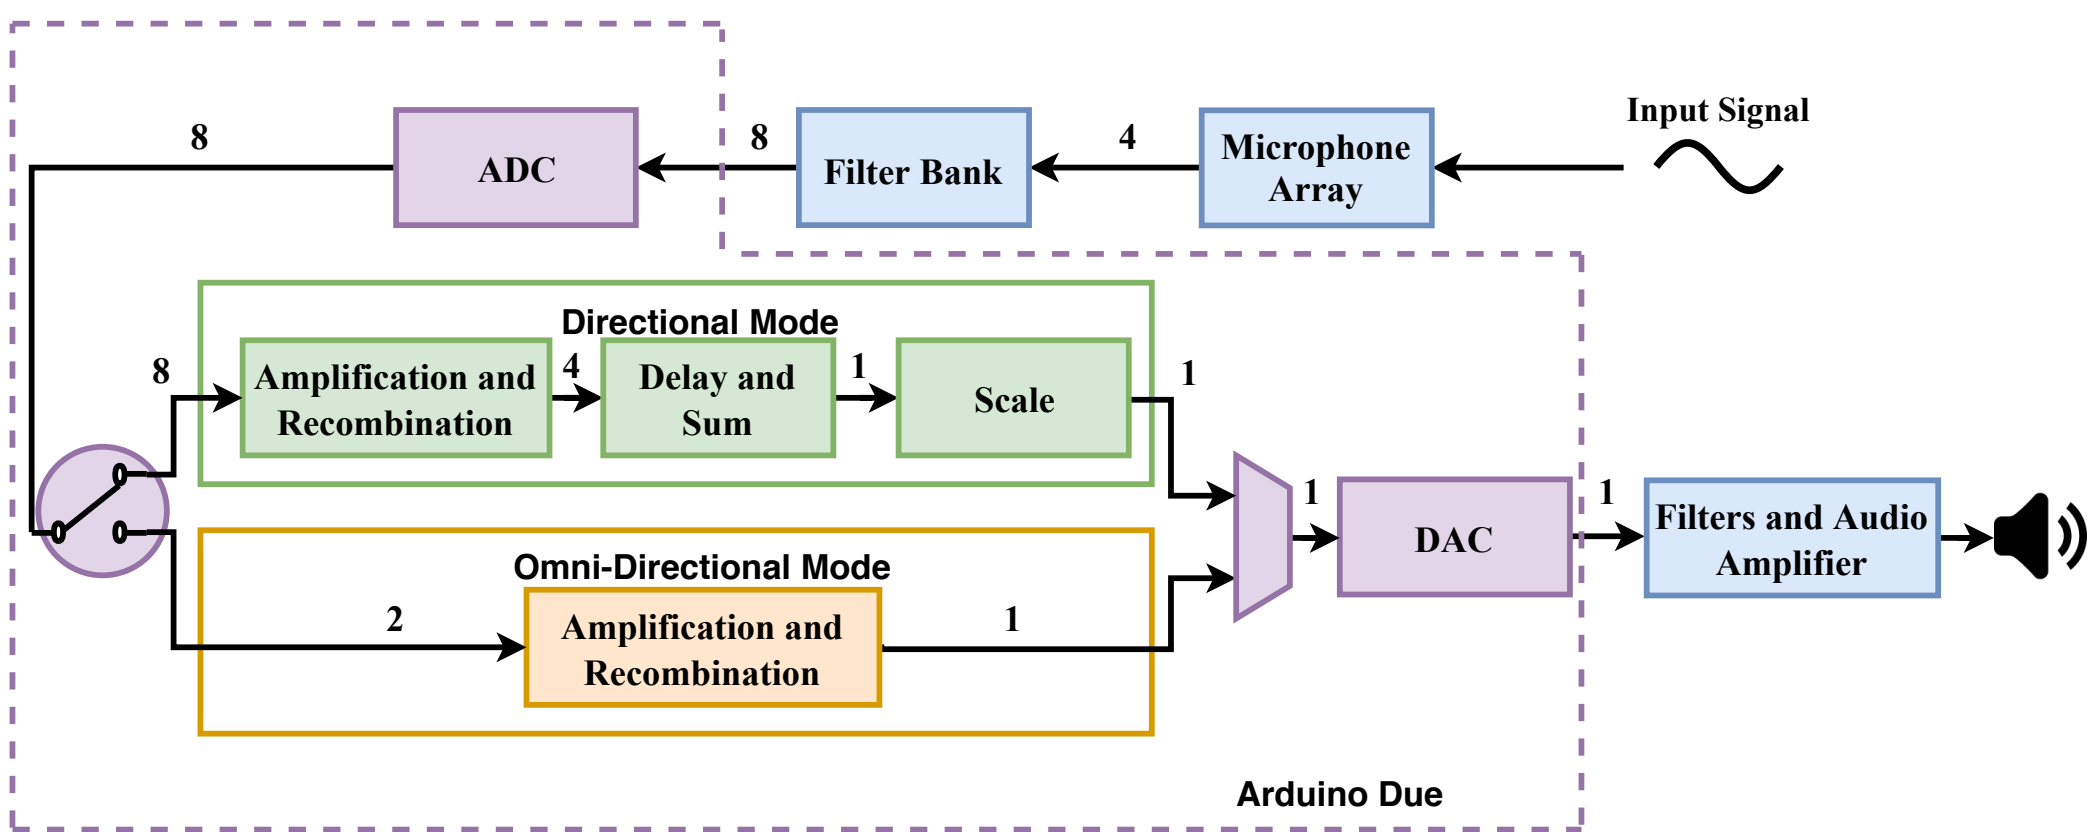 Input Signal
Microphone
Array
4
Filter Bank
8
ADC
8
Directional Mode
8
Amplification and
Recombination
4
Delay and
Sum
1
Scale
1
Omni-Directional Mode
2
Amplification and
Recombination
1
1
DAC
1
Filters and Audio
Amplifier
Arduino Due